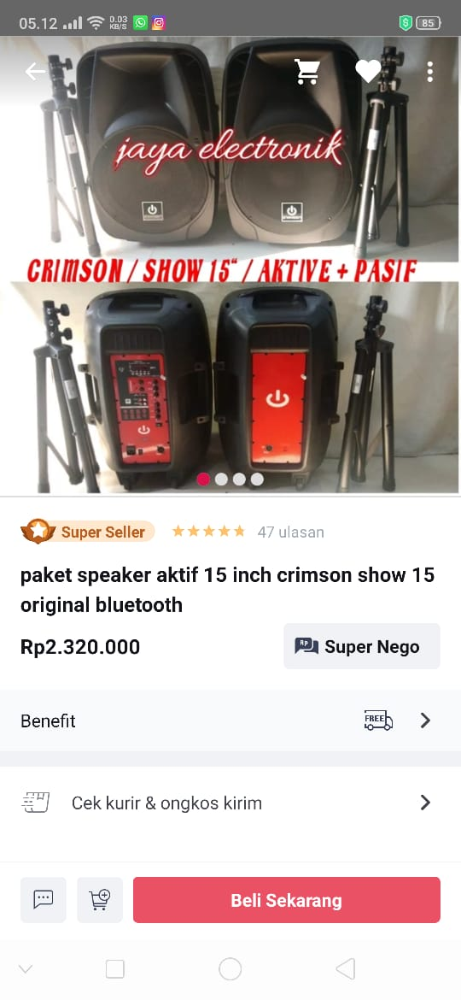 05.12
0.03
KB/S
85
jaya electronik
CRIMSON / SHOW 15“ / AKTIVE + PASIF
Super Seller
47 ulasan
paket speaker aktif 15 inch crimson show 15
original bluetooth
Rp2.320.000
Rp
Super Nego
Benefit
FREE
Cek kurir & ongkos kirim
Beli Sekarang